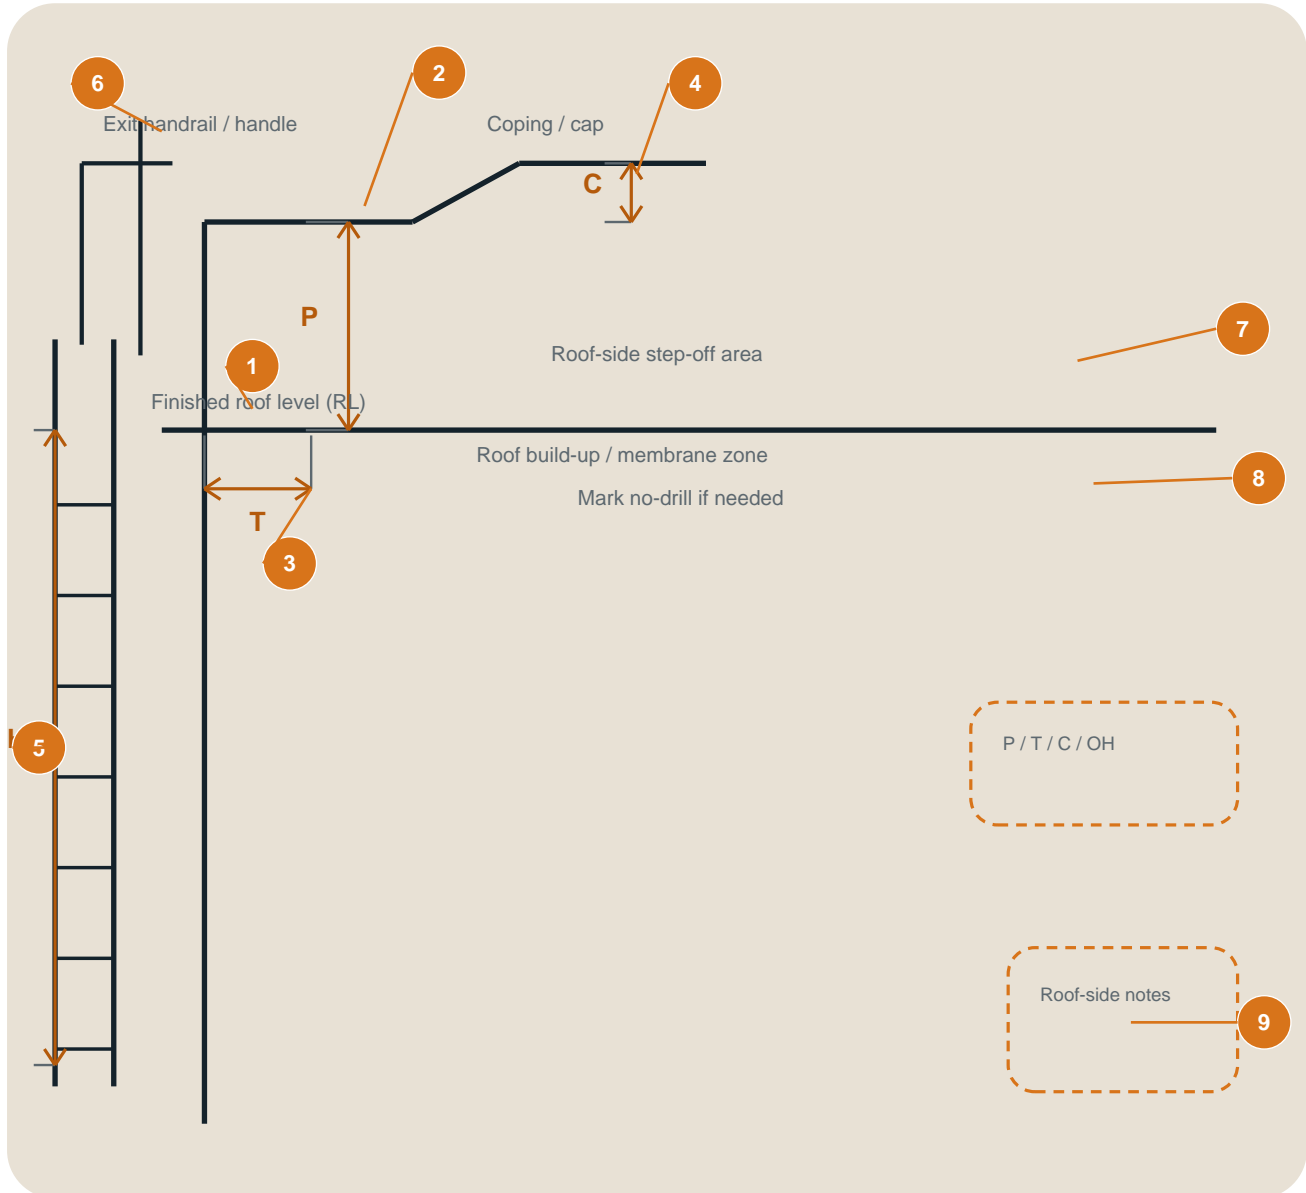 6
2
4
Exit handrail / handle
Coping / cap
C
P
7
Roof-side step-off area
1
Finished roof level (RL)
Roof build-up / membrane zone
8
Mark no-drill if needed
T
3
5
P / T / C / OH
Roof-side notes
9